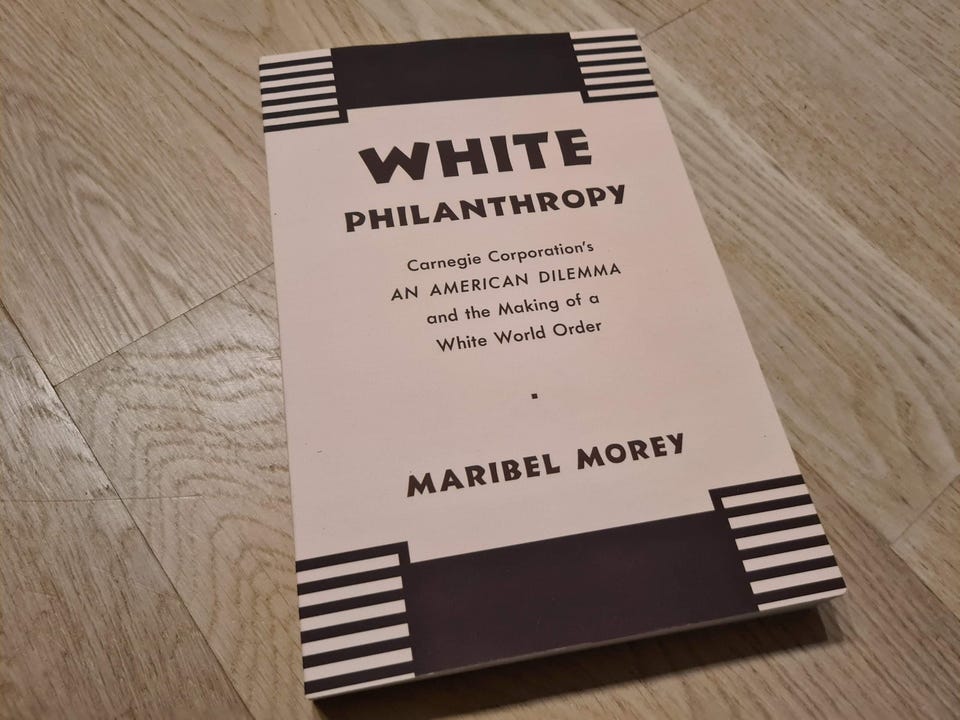 WHITE
PHILANTHROPY
Carnegie Corporation's
AN AMERICAN DILEMMA
and the Making of a
White World Order
MARIBEL MOREY